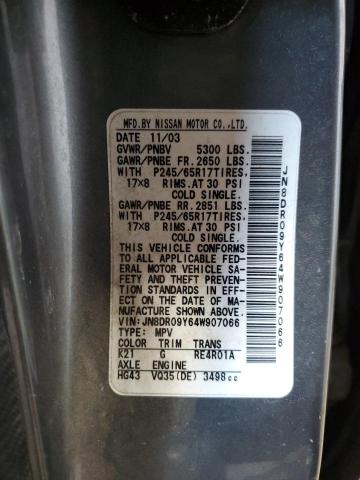 MFD.BY NISSAN MOTOR CO.,LTD.
DATE 11/03
GVWR/PNBV 5300 LBS.
GAWR/PNBE FR. 2650 LBS.
WITH P245/65R17TIRES,
17X8 RIMS.AT 30 PSI
COLD SINGLE.
GAWR/PNBE RR. 2851 LBS.
WITH P245/65R17TIRES,
17X8 RIMS.AT 30 PSI
COLD SINGLE.
THIS VEHICLE CONFORMS
TO ALL APPLICABLE FED-
ERAL MOTOR VEHICLE SA-
FETY AND THEFT PREVEN-
TION STANDARDS IN EFF-
ECT ON THE DATE OF MA-
NUFACTURE SHOWN ABOVE.
VIN: JN8DR09Y64W907066
TYPE: MPV
COLOR TRIM TRANS
K21 G RE4R01A
AXLE ENGINE
HG43 VQ35(DE) 3498cc
JN8DR09Y64W907066